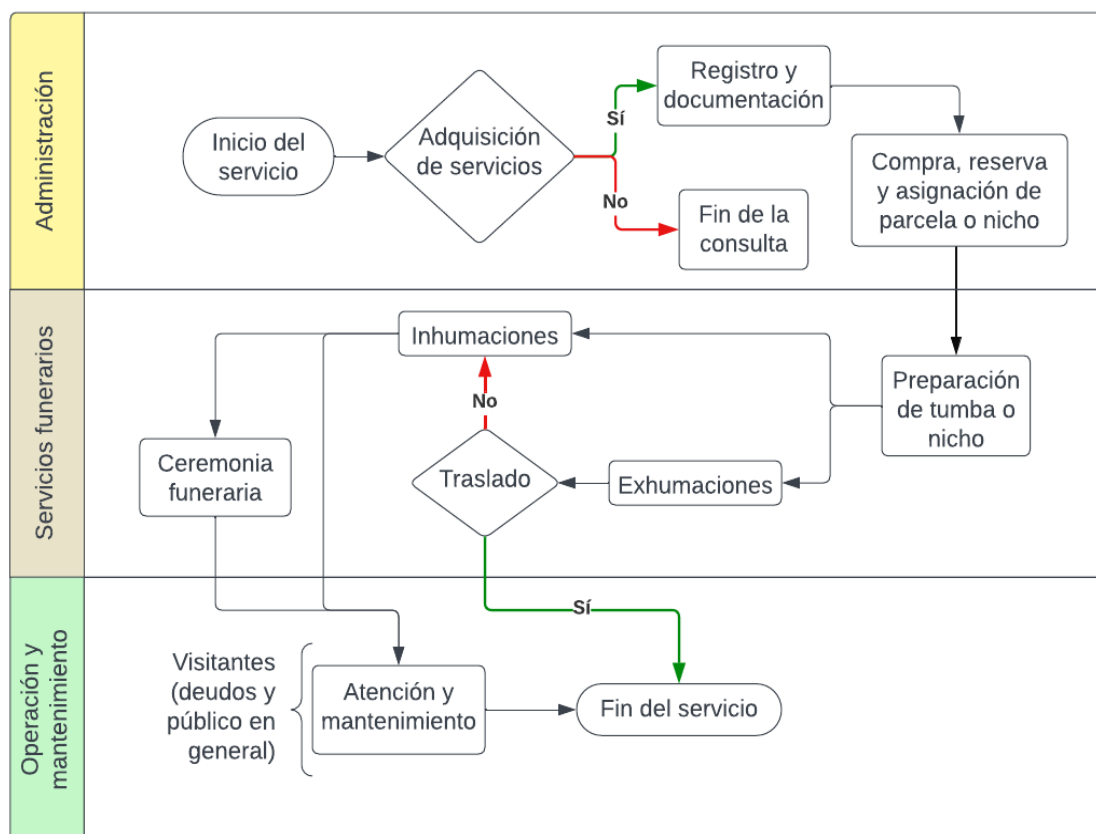 Administración
Inicio del
servicio
Adquisición
de servicios
Sí
No
Registro y
documentación
Fin de la
consulta
Compra, reserva
y asignación de
parcela o nicho
Servicios funerarios
Inhumaciones
No
Traslado
Exhumaciones
Preparación
de tumba o
nicho
Ceremonia
funeraria
Operación y
mantenimiento
Sí
Visitantes
(deudos y
público en
general)
Atención y
mantenimiento
Fin del servicio